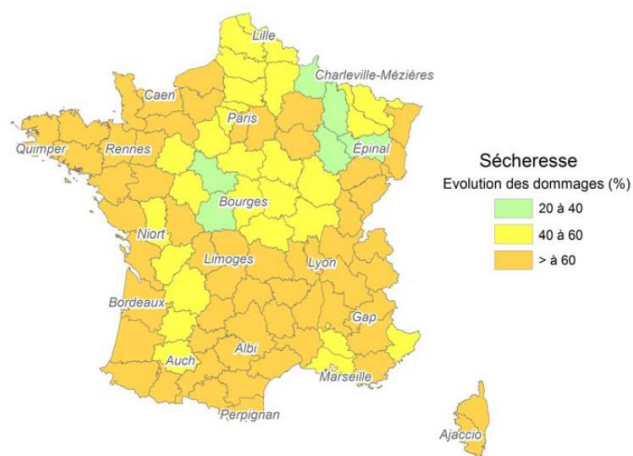 Lille
Charleville-Mézières
Caen
Paris
Quimper
Rennes
Épinal
Sécheresse
Evolution des dommages (%)
20 à 40
40 à 60
> à 60
Bourges
Niort
Limoges
Lyon
Bordeaux
Gap
Auch
Albi
Marseille
Perpignan
Ajaccio